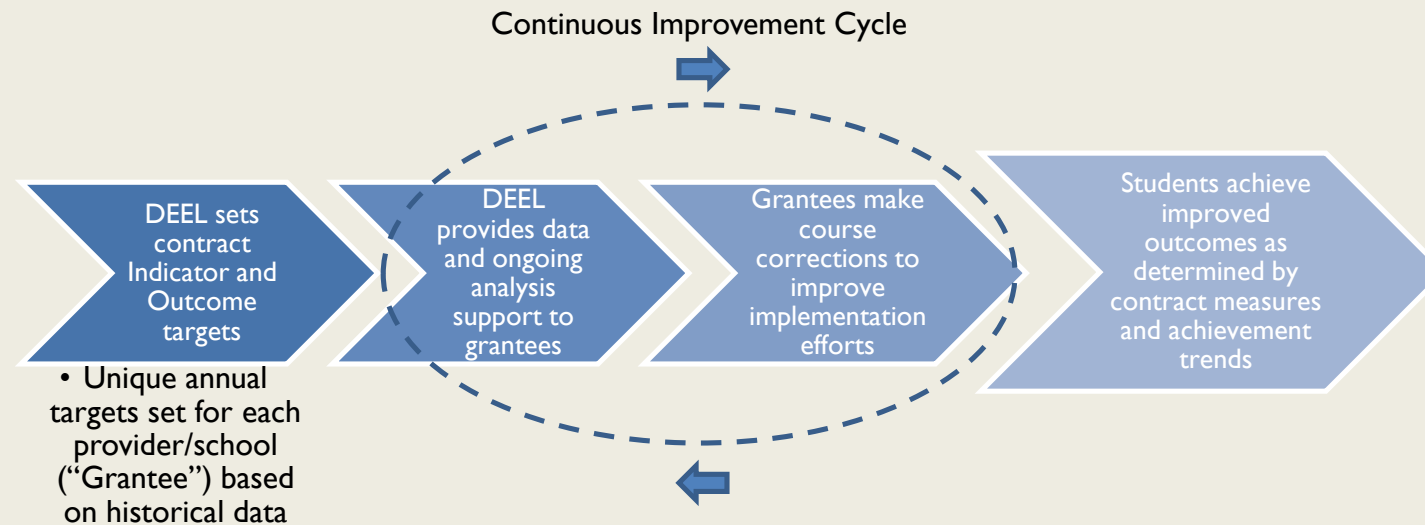 Continuous Improvement Cycle
DEEL sets
contract
Indicator and
Outcome
targets
• Unique annual
targets set for each
provider/school
(“Grantee”) based
on historical data
DEEL
provides data
and ongoing
analysis
support to
grantees
Grantees make
course
corrections to
improve
implementation
efforts
Students achieve
improved
outcomes as
determined by
contract measures
and achievement
trends